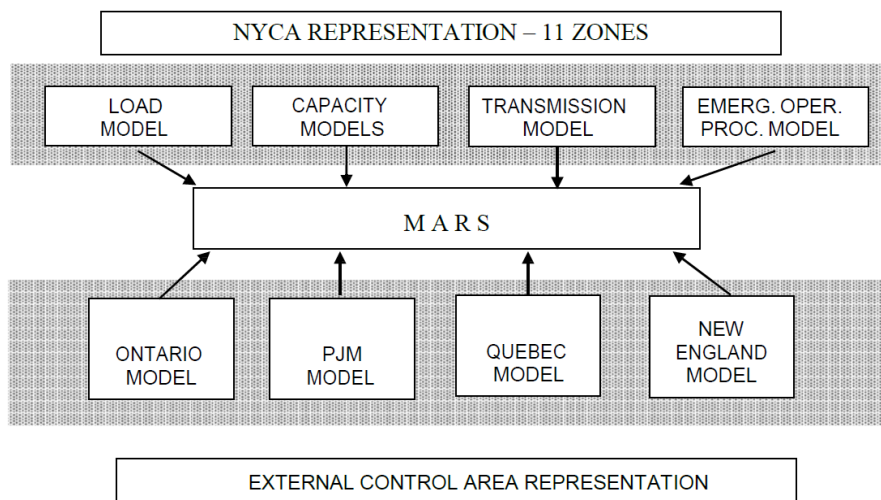 NYCA REPRESENTATION – 11 ZONES
LOAD
MODEL
CAPACITY
MODELS
TRANSMISSION
MODEL
EMERG. OPER.
PROC. MODEL
M A R S
ONTARIO
MODEL
PJM
MODEL
QUEBEC
MODEL
NEW
ENGLAND
MODEL
EXTERNAL CONTROL AREA REPRESENTATION